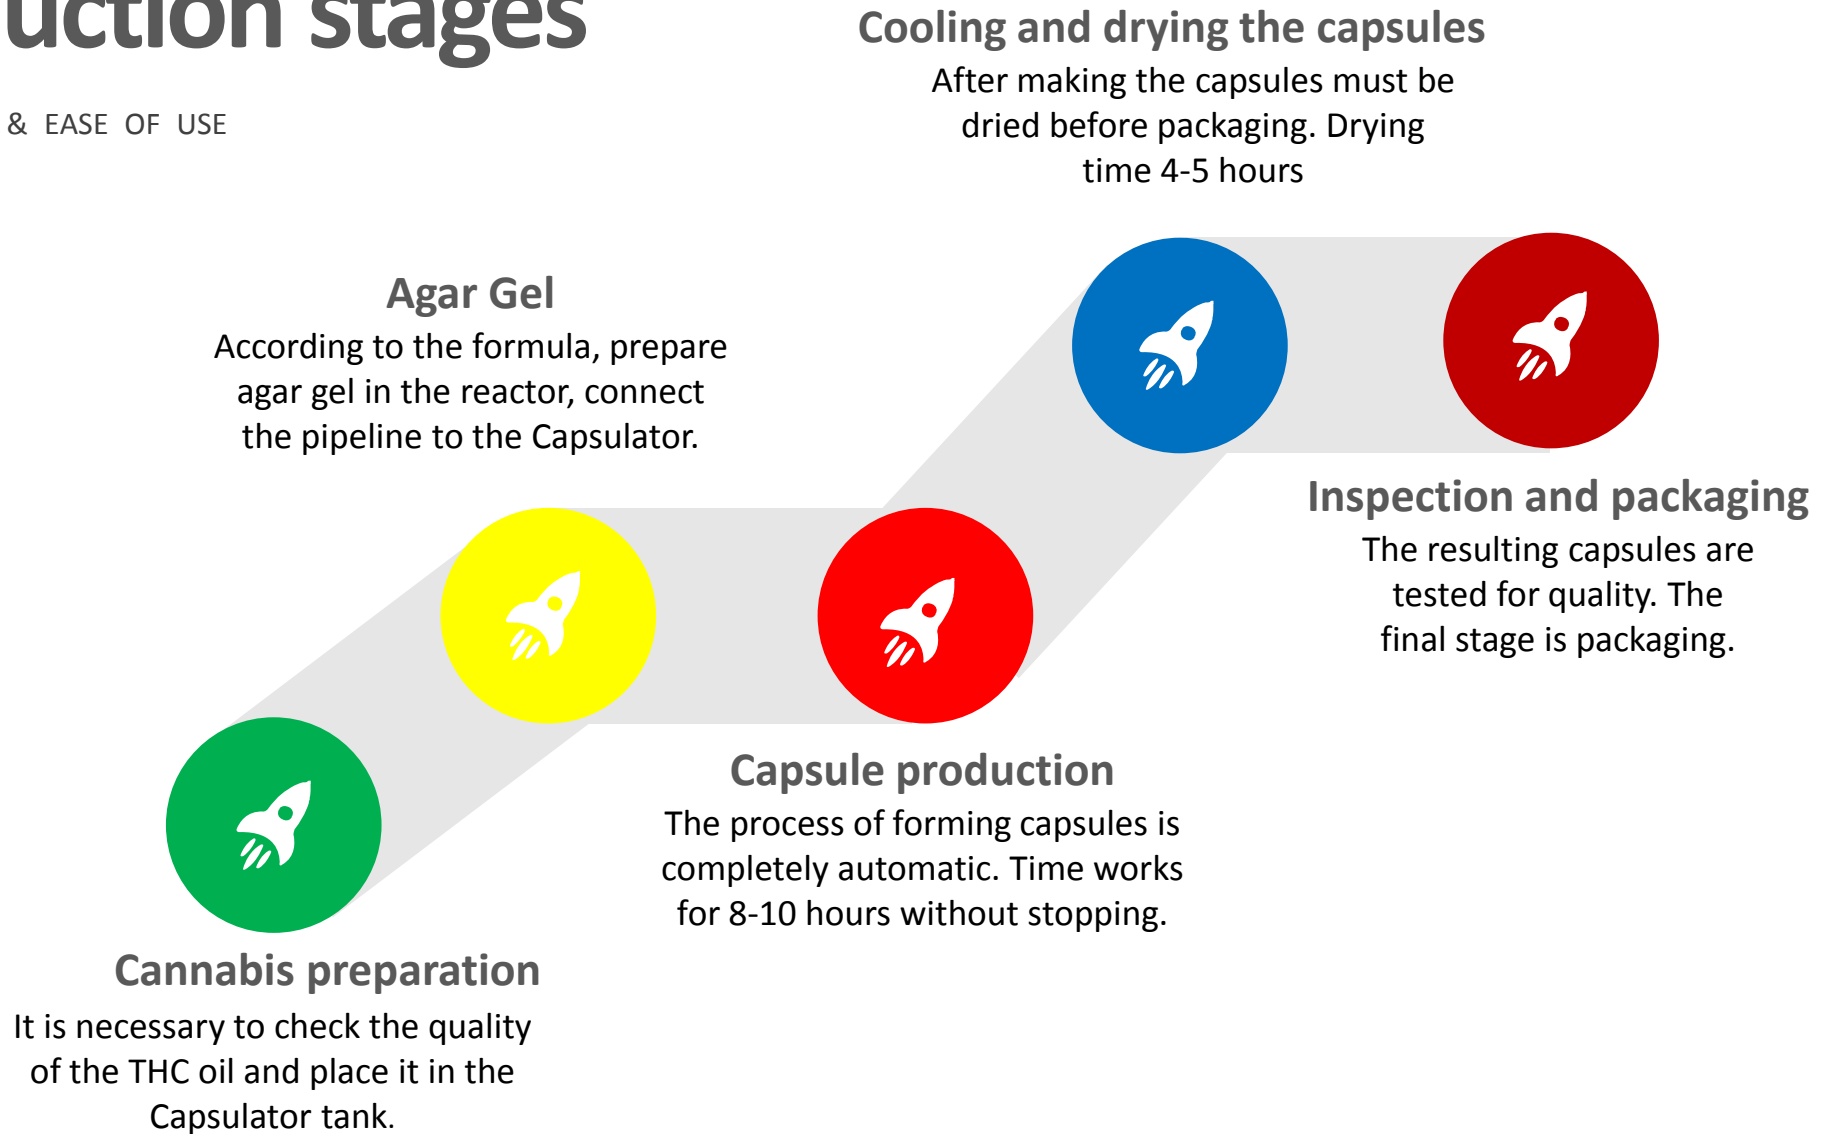 uction stages
& EASE OF USE
Cooling and drying the capsules
After making the capsules must be
dried before packaging. Drying
time 4-5 hours
Agar Gel
According to the formula, prepare
agar gel in the reactor, connect
the pipeline to the Capsulator.
Inspection and packaging
The resulting capsules are
tested for quality. The
final stage is packaging.
Capsule production
The process of forming capsules is
completely automatic. Time works
for 8-10 hours without stopping.
Cannabis preparation
It is necessary to check the quality
of the THC oil and place it in the
Capsulator tank.